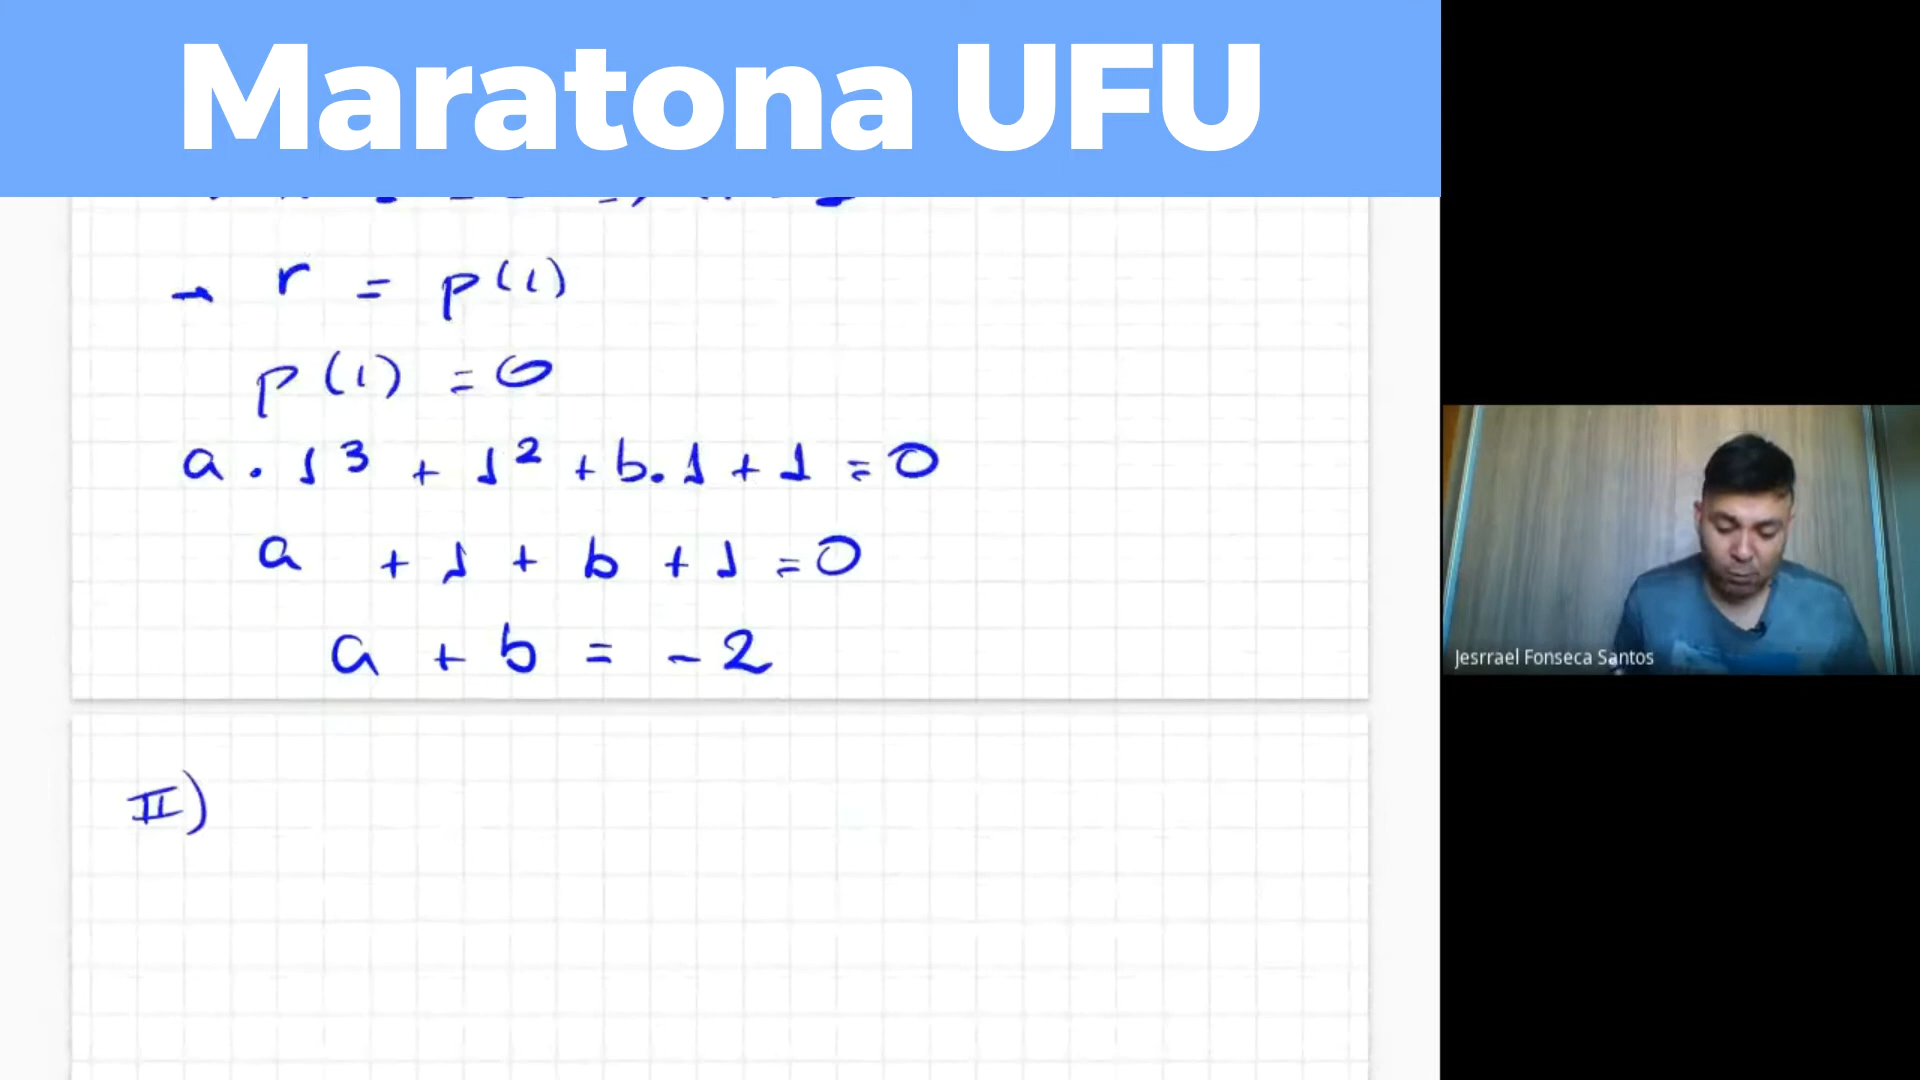 Maratona UFU
→ r = p(1)
p(1) = 0
a . 1³ + 1² + b . 1 + 1 = 0
a + 1 + b + 1 = 0
a + b = -2
Jesrrael Fonseca Santos
II)